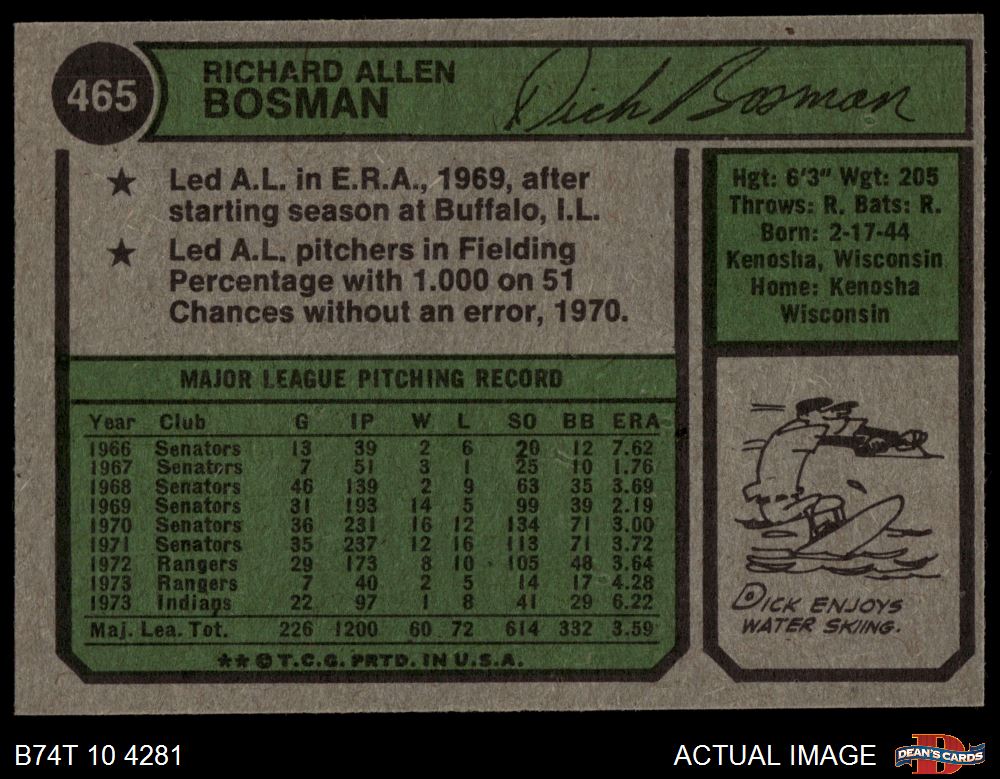 465
RICHARD ALLEN
BOSMAN
Dick Bosman
★ Led A.L. in E.R.A., 1969, after
starting season at Buffalo, I.L.
★ Led A.L. pitchers in Fielding
Percentage with 1.000 on 51
Chances without an error, 1970.
Hgt: 6'3" Wgt: 205
Throws: R. Bats: R.
Born: 2-17-44
Kenosha, Wisconsin
Home: Kenosha
Wisconsin
MAJOR LEAGUE PITCHING RECORD
Year Club G IP W L SO BB ERA
1966 Senators 13 39 2 6 20 12 7.62
1967 Senators 7 51 3 1 25 10 1.76
1968 Senators 46 139 2 9 63 35 3.69
1969 Senators 31 193 14 5 99 39 2.19
1970 Senators 36 231 16 12 134 71 3.00
1971 Senators 35 237 12 16 113 71 3.72
1972 Rangers 29 173 8 10 105 48 3.64
1973 Rangers 7 40 2 5 14 17 4.28
1973 Indians 22 97 1 8 41 29 6.22
Maj. Lea. Tot. 226 1200 60 72 614 332 3.59
★★ © T.C.G. PRTD. IN U.S.A.
DICK ENJOYS
WATER SKIING.
B74T 10 4281
ACTUAL IMAGE
DEAN'S CARDS